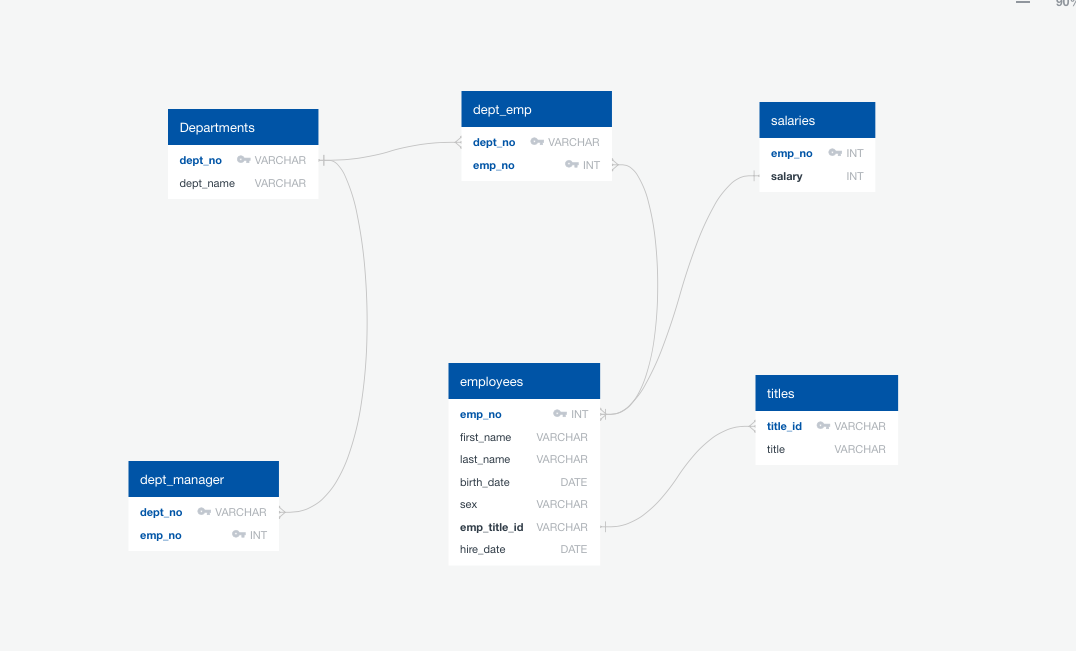 90%
Departments
dept_no VARCHAR
dept_name VARCHAR
dept_emp
dept_no VARCHAR
emp_no INT
salaries
emp_no INT
salary INT
employees
emp_no INT
first_name VARCHAR
last_name VARCHAR
birth_date DATE
sex VARCHAR
emp_title_id VARCHAR
hire_date DATE
titles
title_id VARCHAR
title VARCHAR
dept_manager
dept_no VARCHAR
emp_no INT